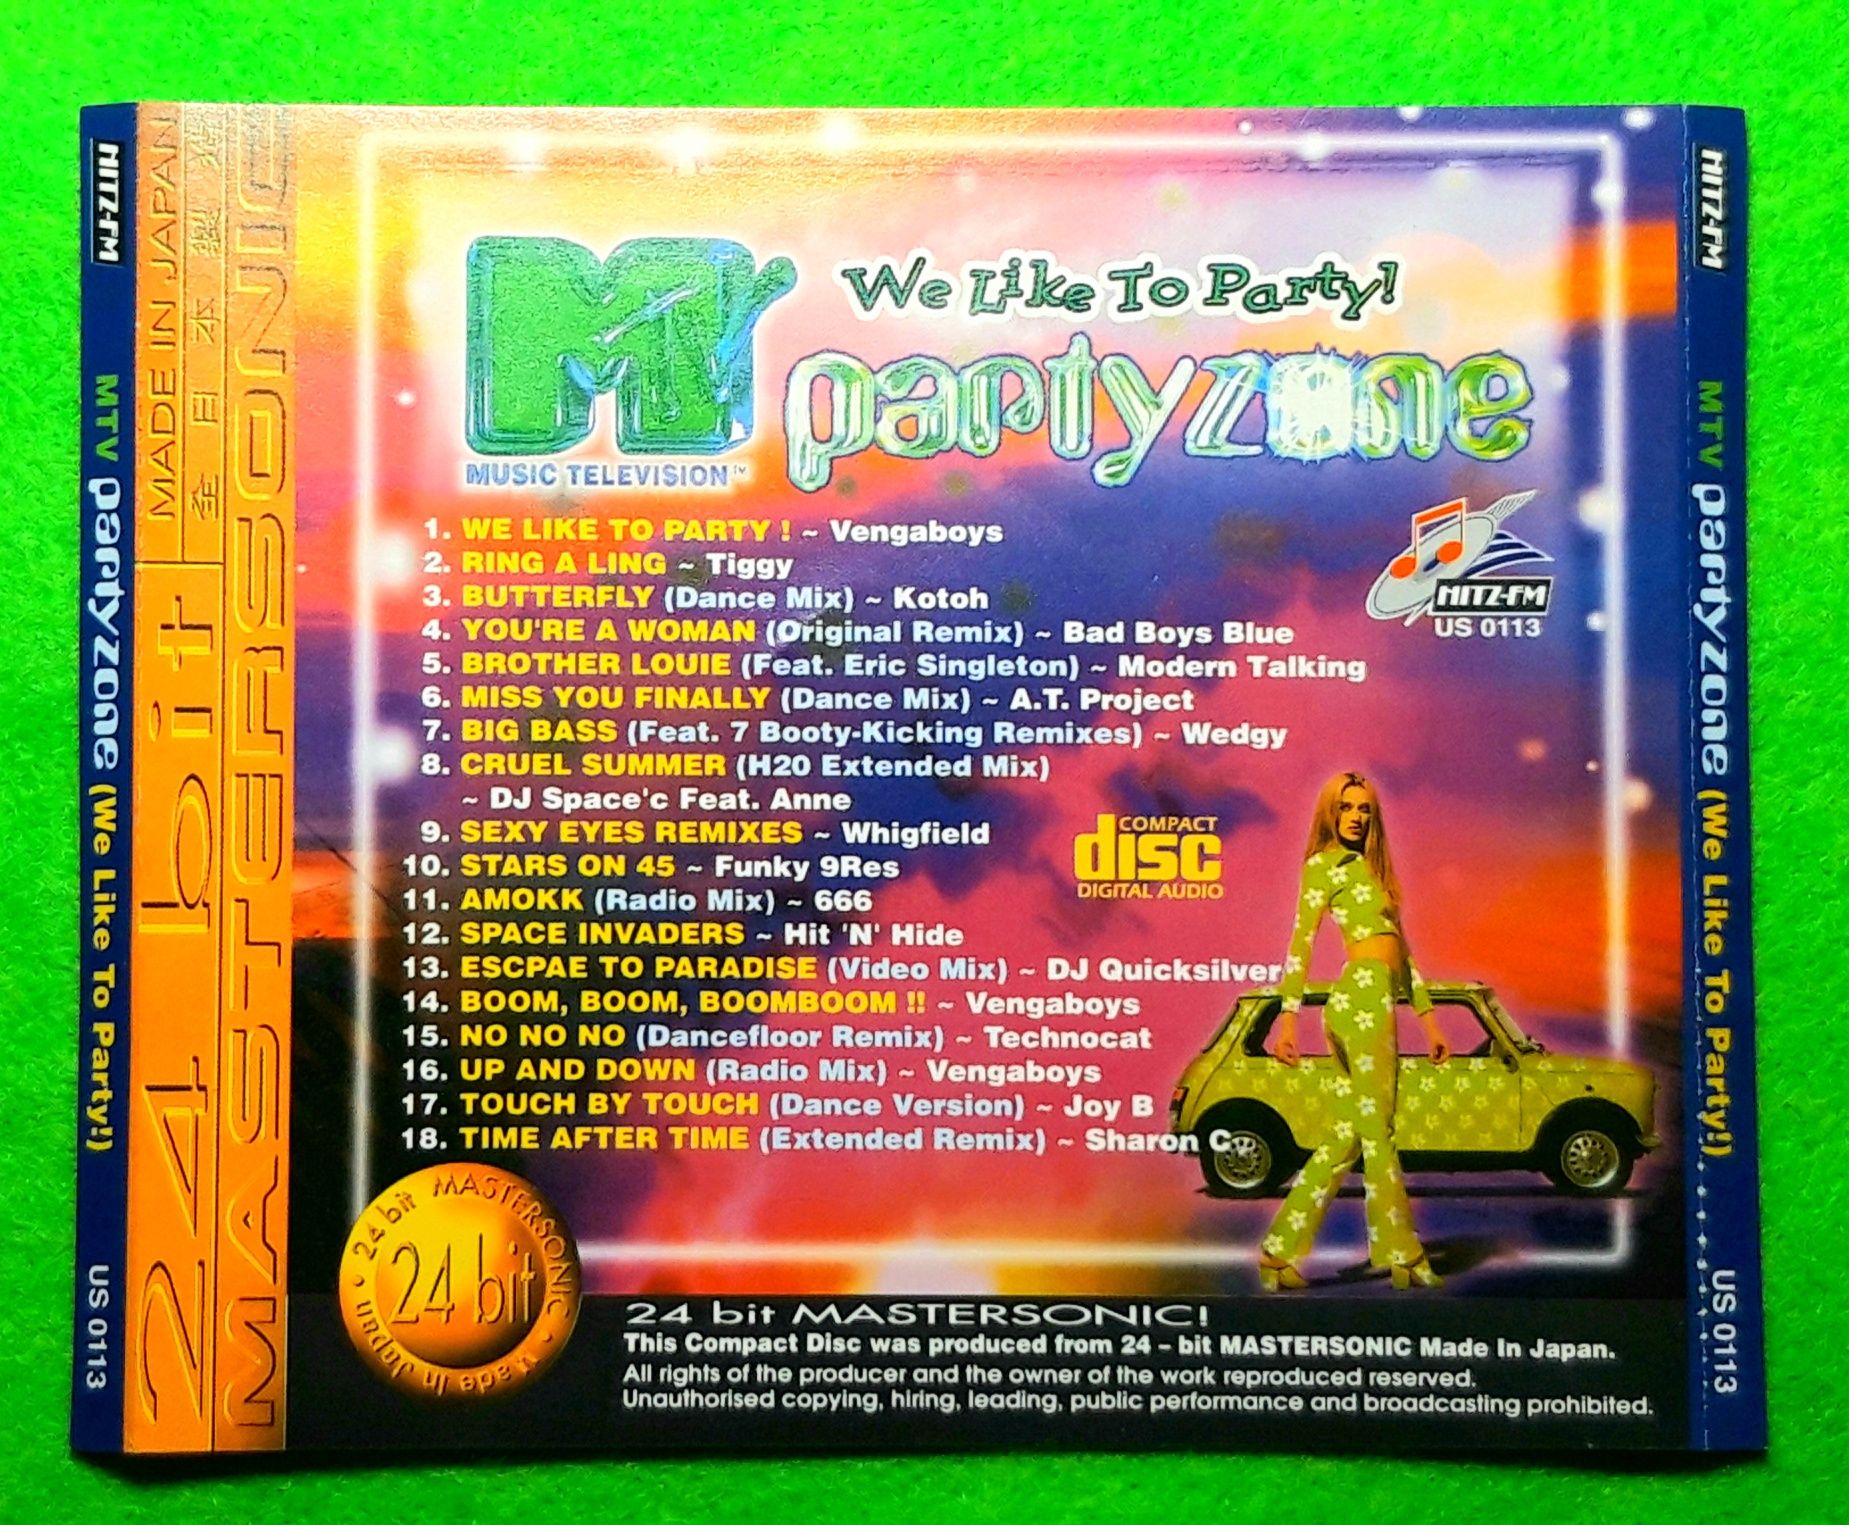 HITZ-FM
MTV partyzone (We Like To Party!)
US 0113
MADE IN JAPAN
全日本製造
24 bit
MASTERSONIC
MTV
MUSIC TELEVISION™
We Like To Party!
partyzone
1. WE LIKE TO PARTY ! ~ Vengaboys
2. RING A LING ~ Tiggy
3. BUTTERFLY (Dance Mix) ~ Kotoh
4. YOU'RE A WOMAN (Original Remix) ~ Bad Boys Blue
5. BROTHER LOUIE (Feat. Eric Singleton) ~ Modern Talking
6. MISS YOU FINALLY (Dance Mix) ~ A.T. Project
7. BIG BASS (Feat. 7 Booty-Kicking Remixes) ~ Wedgy
8. CRUEL SUMMER (H20 Extended Mix)
~ DJ Space'c Feat. Anne
9. SEXY EYES REMIXES ~ Whigfield
10. STARS ON 45 ~ Funky 9Res
11. AMOKK (Radio Mix) ~ 666
12. SPACE INVADERS ~ Hit 'N' Hide
13. ESCPAE TO PARADISE (Video Mix) ~ DJ Quicksilver
14. BOOM, BOOM, BOOMBOOM !! ~ Vengaboys
15. NO NO NO (Dancefloor Remix) ~ Technocat
16. UP AND DOWN (Radio Mix) ~ Vengaboys
17. TOUCH BY TOUCH (Dance Version) ~ Joy B
18. TIME AFTER TIME (Extended Remix) ~ Sharon C.
HITZ-FM
US 0113
COMPACT
disc
DIGITAL AUDIO
24 bit MASTERSONIC
24 bit
Made in Japan
24 bit MASTERSONIC!
This Compact Disc was produced from 24 - bit MASTERSONIC Made In Japan.
All rights of the producer and the owner of the work reproduced reserved.
Unauthorised copying, hiring, leading, public performance and broadcasting prohibited.
HITZ-FM
MTV partyzone (We Like To Party!)
US 0113